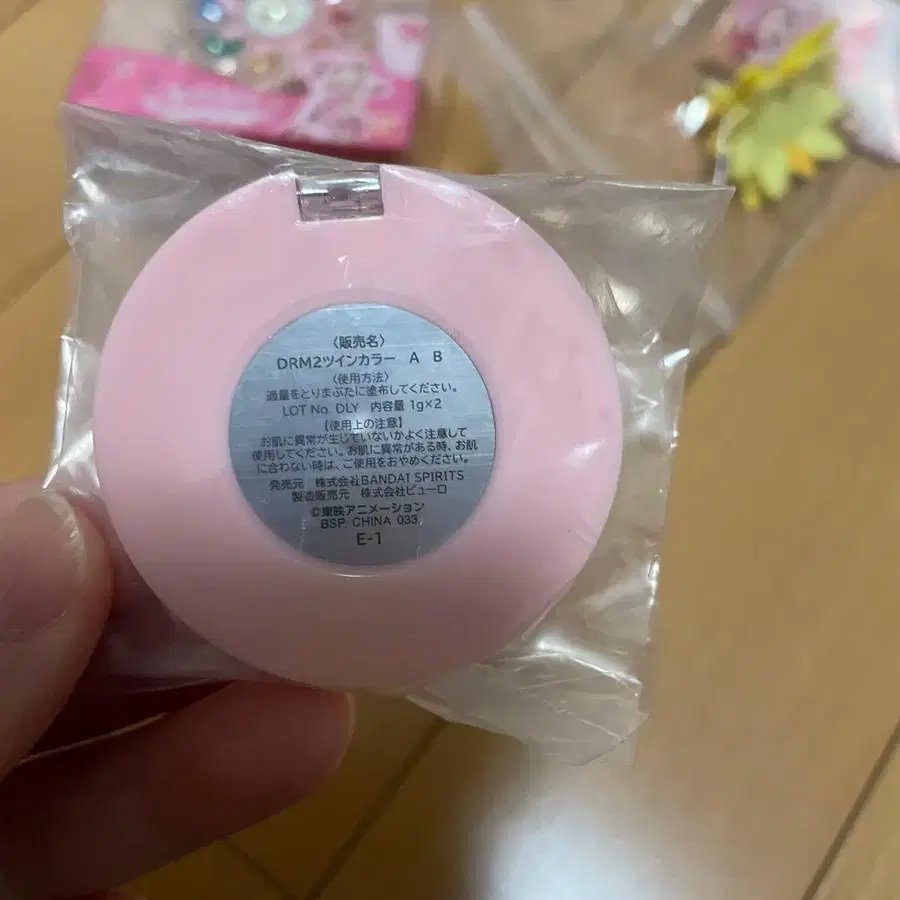 〈販売名〉
DRM2ツインカラー A B
〈使用方法〉
適量をとりまぶたに塗布してください。
LOT No. DLY 内容量 1g×2
【使用上の注意】
お肌に異常が生じていないかよく注意して
使用してください。お肌に異常がある時、お肌
に合わない時は、ご使用をおやめください。
発売元 株式会社BANDAI SPIRITS
製造販売元 株式会社ピューロ
©東映アニメーション
BSP CHINA 033
E-1